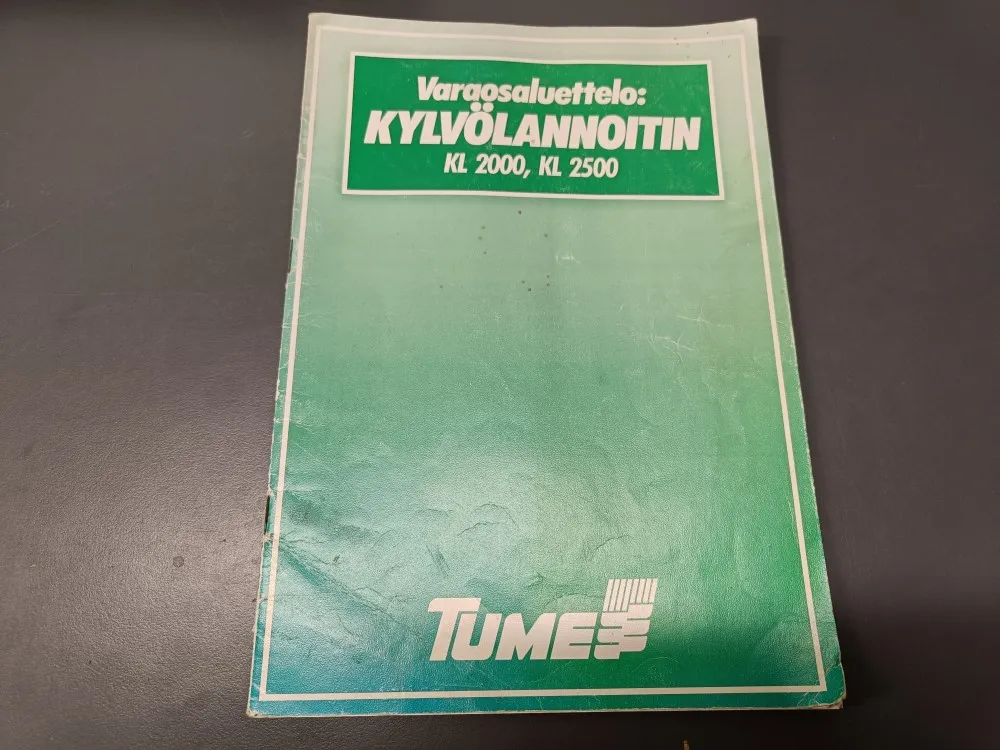 Varaosaluettelo:
KYLVÖLANNOITIN
KL 2000, KL 2500
TUME